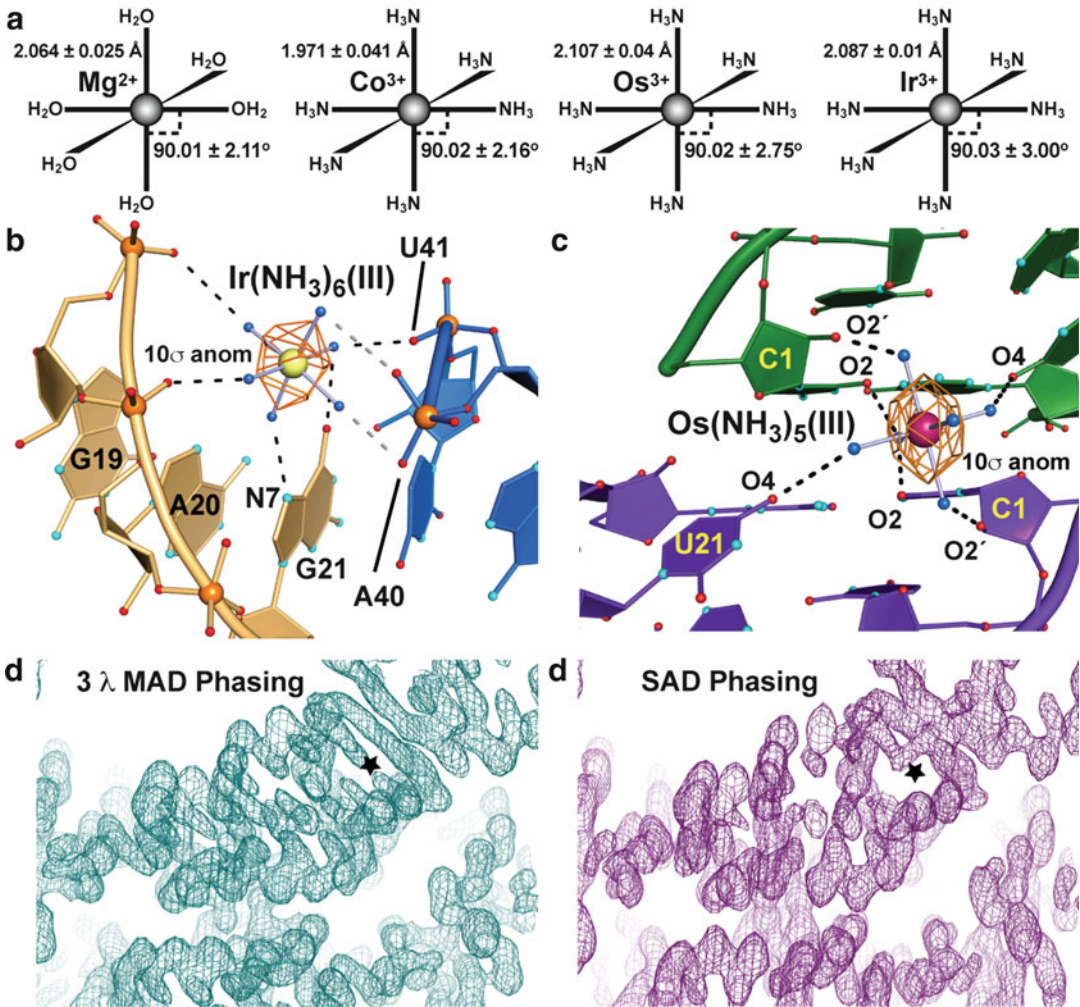 a
H₂O
2.064 ± 0.025 Å
H₂O
Mg²⁺
H₂O
OH₂
90.01 ± 2.11º
H₂O
H₂O
H₃N
1.971 ± 0.041 Å
H₃N
Co³⁺
H₃N
NH₃
90.02 ± 2.16º
H₃N
H₃N
H₃N
2.107 ± 0.04 Å
H₃N
Os³⁺
H₃N
NH₃
90.02 ± 2.75º
H₃N
H₃N
H₃N
2.087 ± 0.01 Å
H₃N
Ir³⁺
H₃N
NH₃
90.03 ± 3.00º
H₃N
H₃N
b
U41
Ir(NH₃)₆(III)
10σ anom
G19
A20
N7
G21
A40
c
O2´
C1
O2
O4
Os(NH₃)₅(III)
10σ anom
O4
O2
C1
U21
O2´
d
3 λ MAD Phasing
d
SAD Phasing